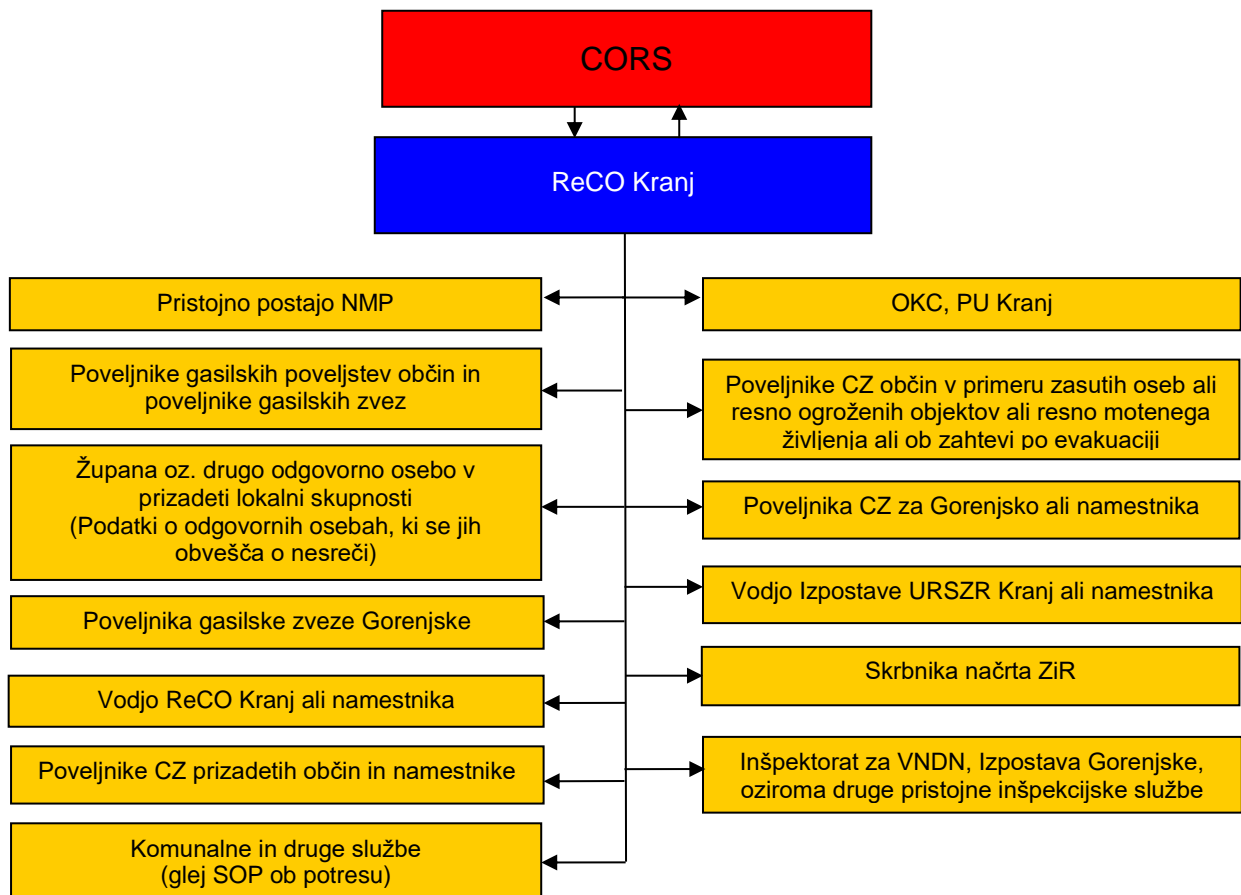 CORS
ReCO Kranj
Pristojno postajo NMP
OKC, PU Kranj
Poveljnike gasilskih poveljstev občin in
poveljnike gasilskih zvez
Poveljnike CZ občin v primeru zasutih oseb ali
resno ogroženih objektov ali resno motenega
življenja ali ob zahtevi po evakuaciji
Župana oz. drugo odgovorno osebo v
prizadeti lokalni skupnosti
(Podatki o odgovornih osebah, ki se jih
obvešča o nesreči)
Poveljnika CZ za Gorenjsko ali namestnika
Vodjo Izpostave URSZR Kranj ali namestnika
Poveljnika gasilske zveze Gorenjske
Skrbnika načrta ZiR
Vodjo ReCO Kranj ali namestnika
Poveljnike CZ prizadetih občin in namestnike
Inšpektorat za VNDN, Izpostava Gorenjske,
oziroma druge pristojne inšpekcijske službe
Komunalne in druge službe
(glej SOP ob potresu)